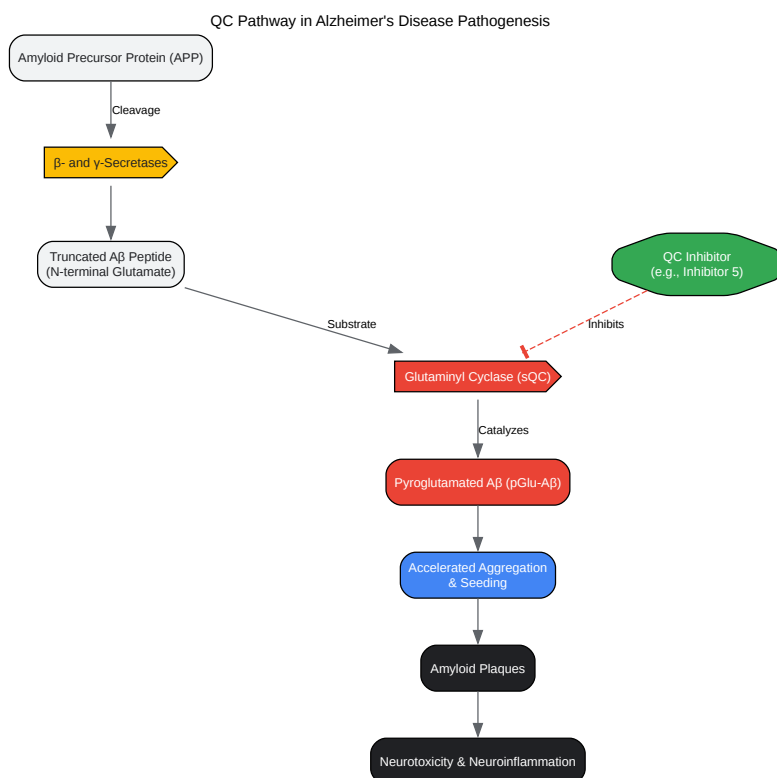 QC Pathway in Alzheimer's Disease Pathogenesis
Amyloid Precursor Protein (APP)
Cleavage
β- and γ-Secretases
Truncated Aβ Peptide
(N-terminal Glutamate)
QC Inhibitor
(e.g., Inhibitor 5)
Substrate
Inhibits
Glutaminyl Cyclase (sQC)
Catalyzes
Pyroglutamated Aβ (pGlu-Aβ)
Accelerated Aggregation
& Seeding
Amyloid Plaques
Neurotoxicity & Neuroinflammation